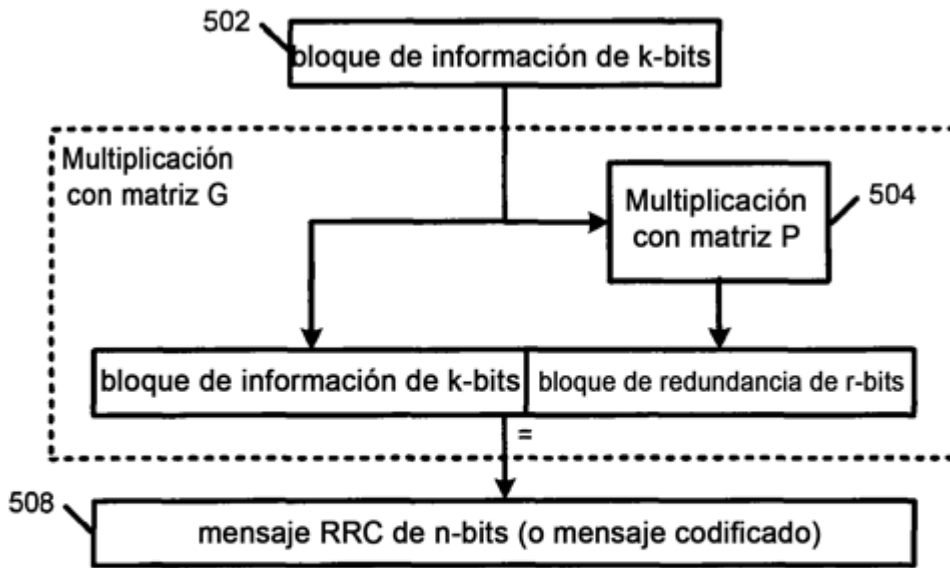 502
bloque de información de k-bits
Multiplicación
con matriz G
Multiplicación
con matriz P
504
bloque de información de k-bits
bloque de redundancia de r-bits
=
508
mensaje RRC de n-bits (o mensaje codificado)